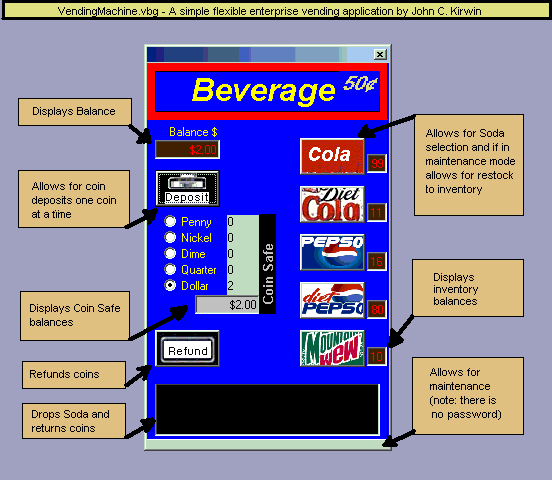 VendingMachine.vbg - A simple flexible enterprise vending application by John C. Kirwin
Beverage 50¢
Displays Balance
Balance $
$2.00
Allows for Soda
selection and if in
maintenance mode
allows for restock
to inventory
Cola
99
Allows for coin
deposits one coin
at a time
Deposit
Diet
Cola
11
Penny 0
Nickel 0
Dime 0
Quarter 0
Dollar 2
Coin Safe
$2.00
PEPSO
16
Displays
inventory
balances
Displays Coin Safe
balances
diet
PEPSO
80
Refund
Mountain
wew
10
Refunds coins
Allows for
maintenance
(note: there is
no password)
Drops Soda and
returns coins